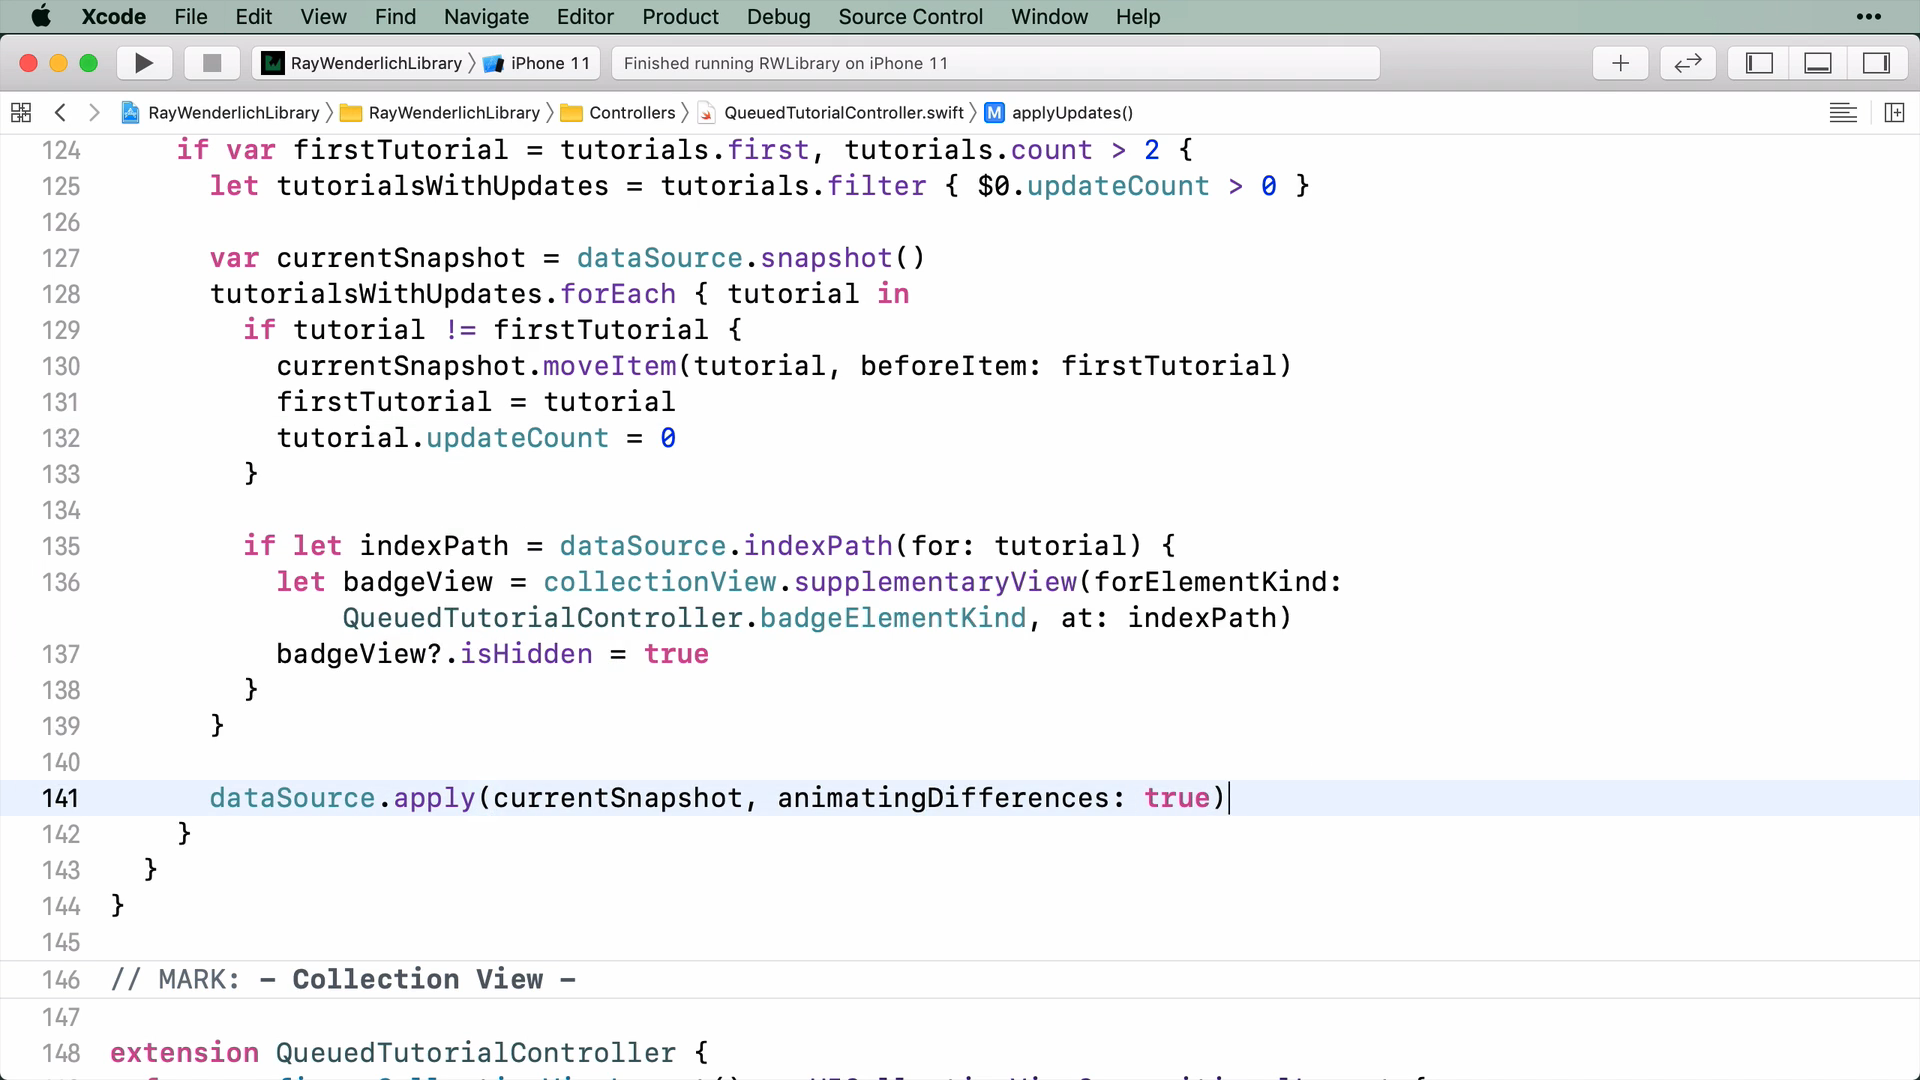 Xcode File Edit View Find Navigate Editor Product Debug Source Control Window Help •••
RayWenderlichLibrary 〉 iPhone 11 Finished running RWLibrary on iPhone 11
RayWenderlichLibrary 〉 RayWenderlichLibrary 〉 Controllers 〉 QueuedTutorialController.swift 〉 M applyUpdates()
124 if var firstTutorial = tutorials.first, tutorials.count > 2 {
125 let tutorialsWithUpdates = tutorials.filter { $0.updateCount > 0 }
126
127 var currentSnapshot = dataSource.snapshot()
128 tutorialsWithUpdates.forEach { tutorial in
129 if tutorial != firstTutorial {
130 currentSnapshot.moveItem(tutorial, beforeItem: firstTutorial)
131 firstTutorial = tutorial
132 tutorial.updateCount = 0
133 }
134
135 if let indexPath = dataSource.indexPath(for: tutorial) {
136 let badgeView = collectionView.supplementaryView(forElementKind:
QueuedTutorialController.badgeElementKind, at: indexPath)
137 badgeView?.isHidden = true
138 }
139 }
140
141 dataSource.apply(currentSnapshot, animatingDifferences: true)
142 }
143 }
144 }
145
146 // MARK: - Collection View -
147
148 extension QueuedTutorialController {